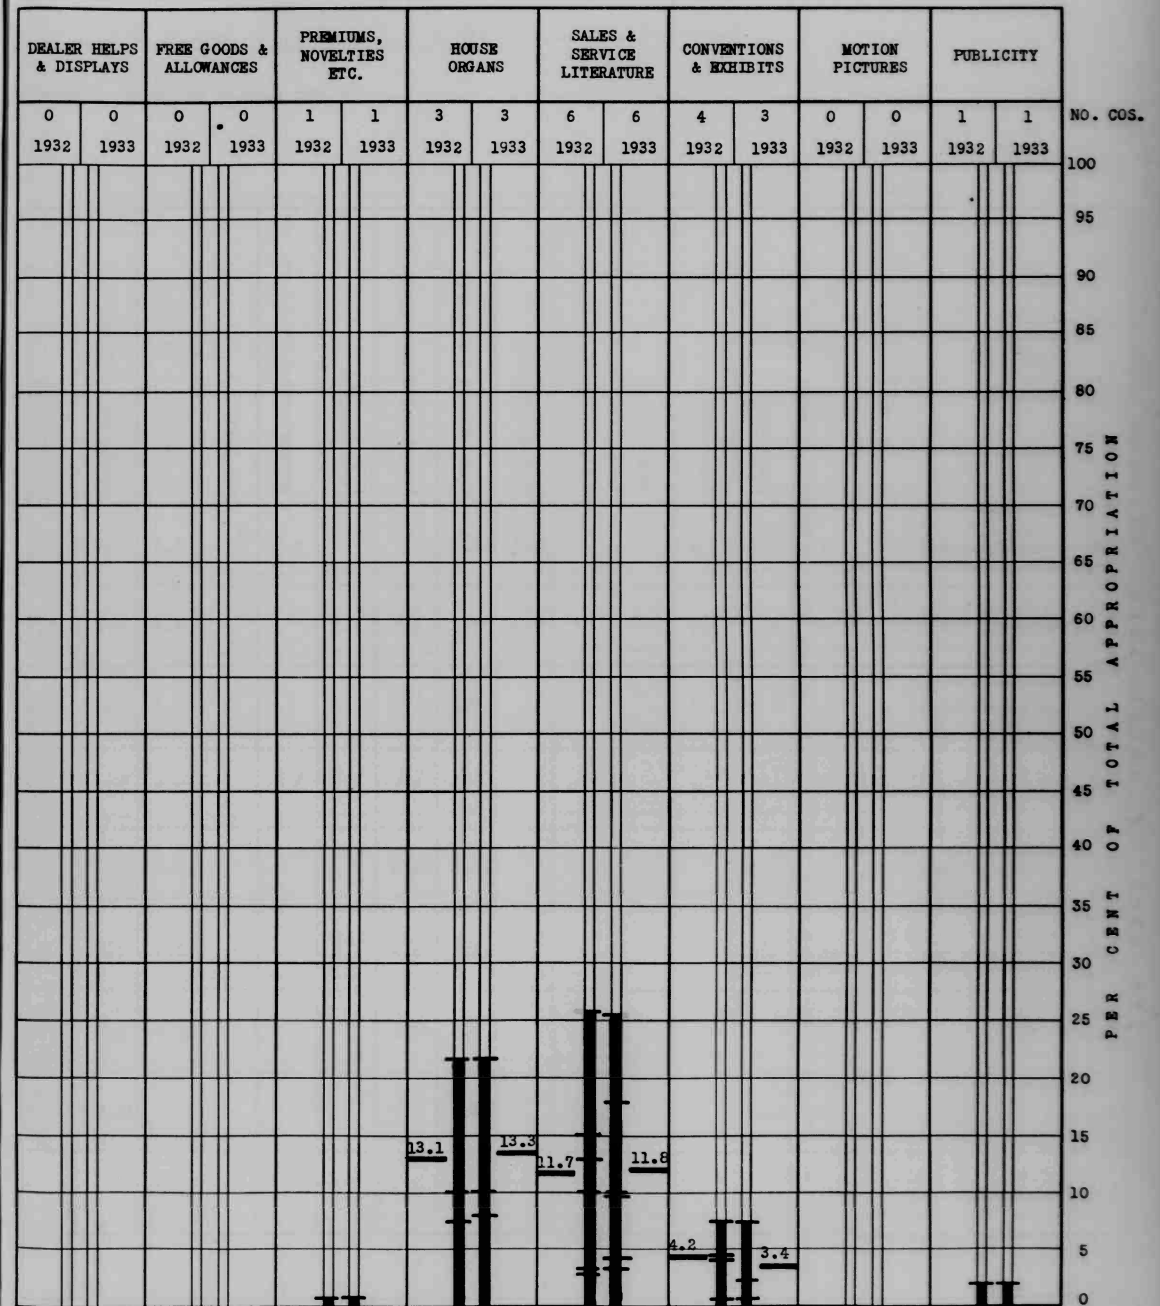 DEALER HELPS & DISPLAYS
FREE GOODS & ALLOWANCES
PREMIUMS, NOVELTIES ETC.
HOUSE ORGANS
SALES & SERVICE LITERATURE
CONVENTIONS & EXHIBITS
MOTION PICTURES
PUBLICITY
0 0 0 0 1 1 3 3 6 6 4 3 0 0 1 1 NO. COS.
1932 1933 1932 1933 1932 1933 1932 1933 1932 1933 1932 1933 1932 1933 1932 1933
100
95
90
85
80
75
70
65
60
55
50
45
40
35
30
25
20
15
10
5
0
13.1 13.3
11.7 11.8
4.2 3.4
PER CENT OF TOTAL APPROPRIATION